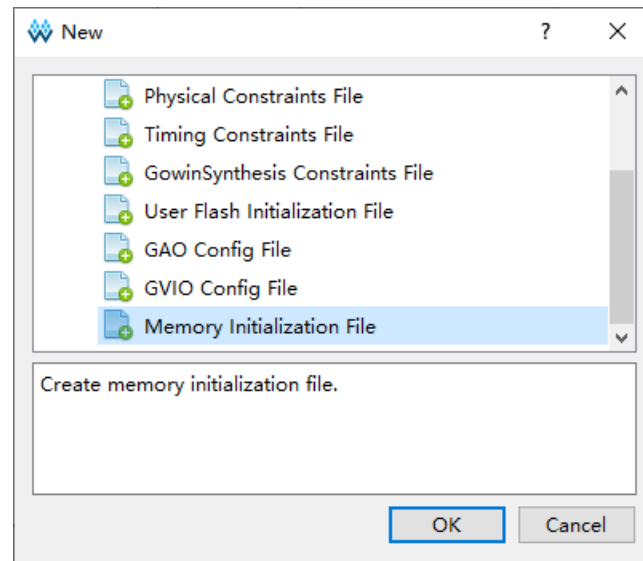 New
Physical Constraints File
Timing Constraints File
GowinSynthesis Constraints File
User Flash Initialization File
GAO Config File
GVIO Config File
Memory Initialization File
Create memory initialization file.
OK Cancel